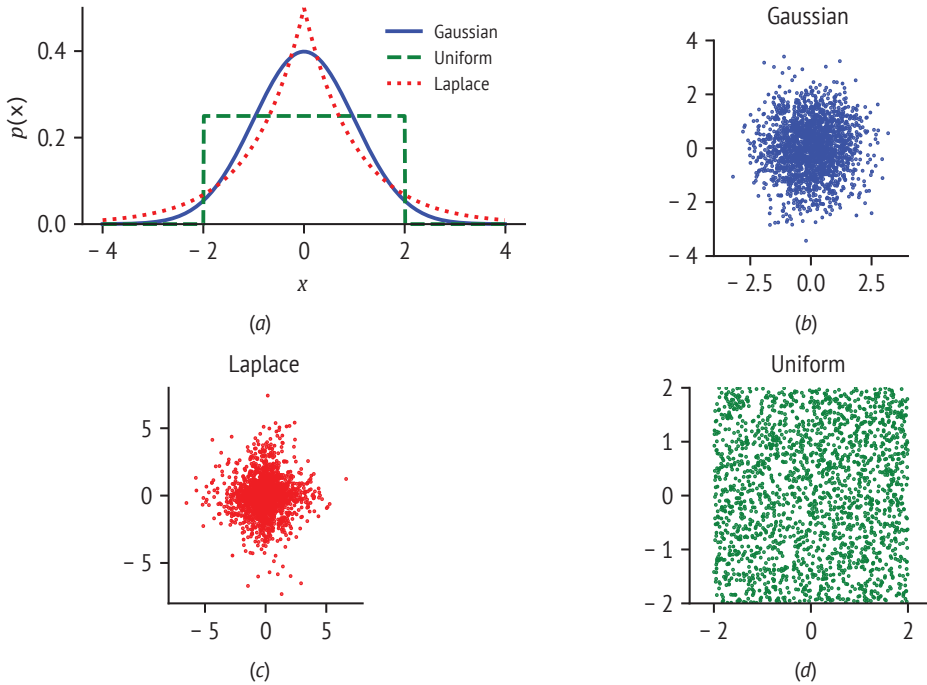 0.4
0.2
0.0
p(x)
Gaussian
Uniform
Laplace
− 4 − 2 0 2 4
x
(a)
Gaussian
4
2
0
− 2
− 4
− 2.5 0.0 2.5
(b)
Laplace
5
0
− 5
− 5 0 5
(c)
Uniform
2
1
0
− 1
− 2
− 2 0 2
(d)